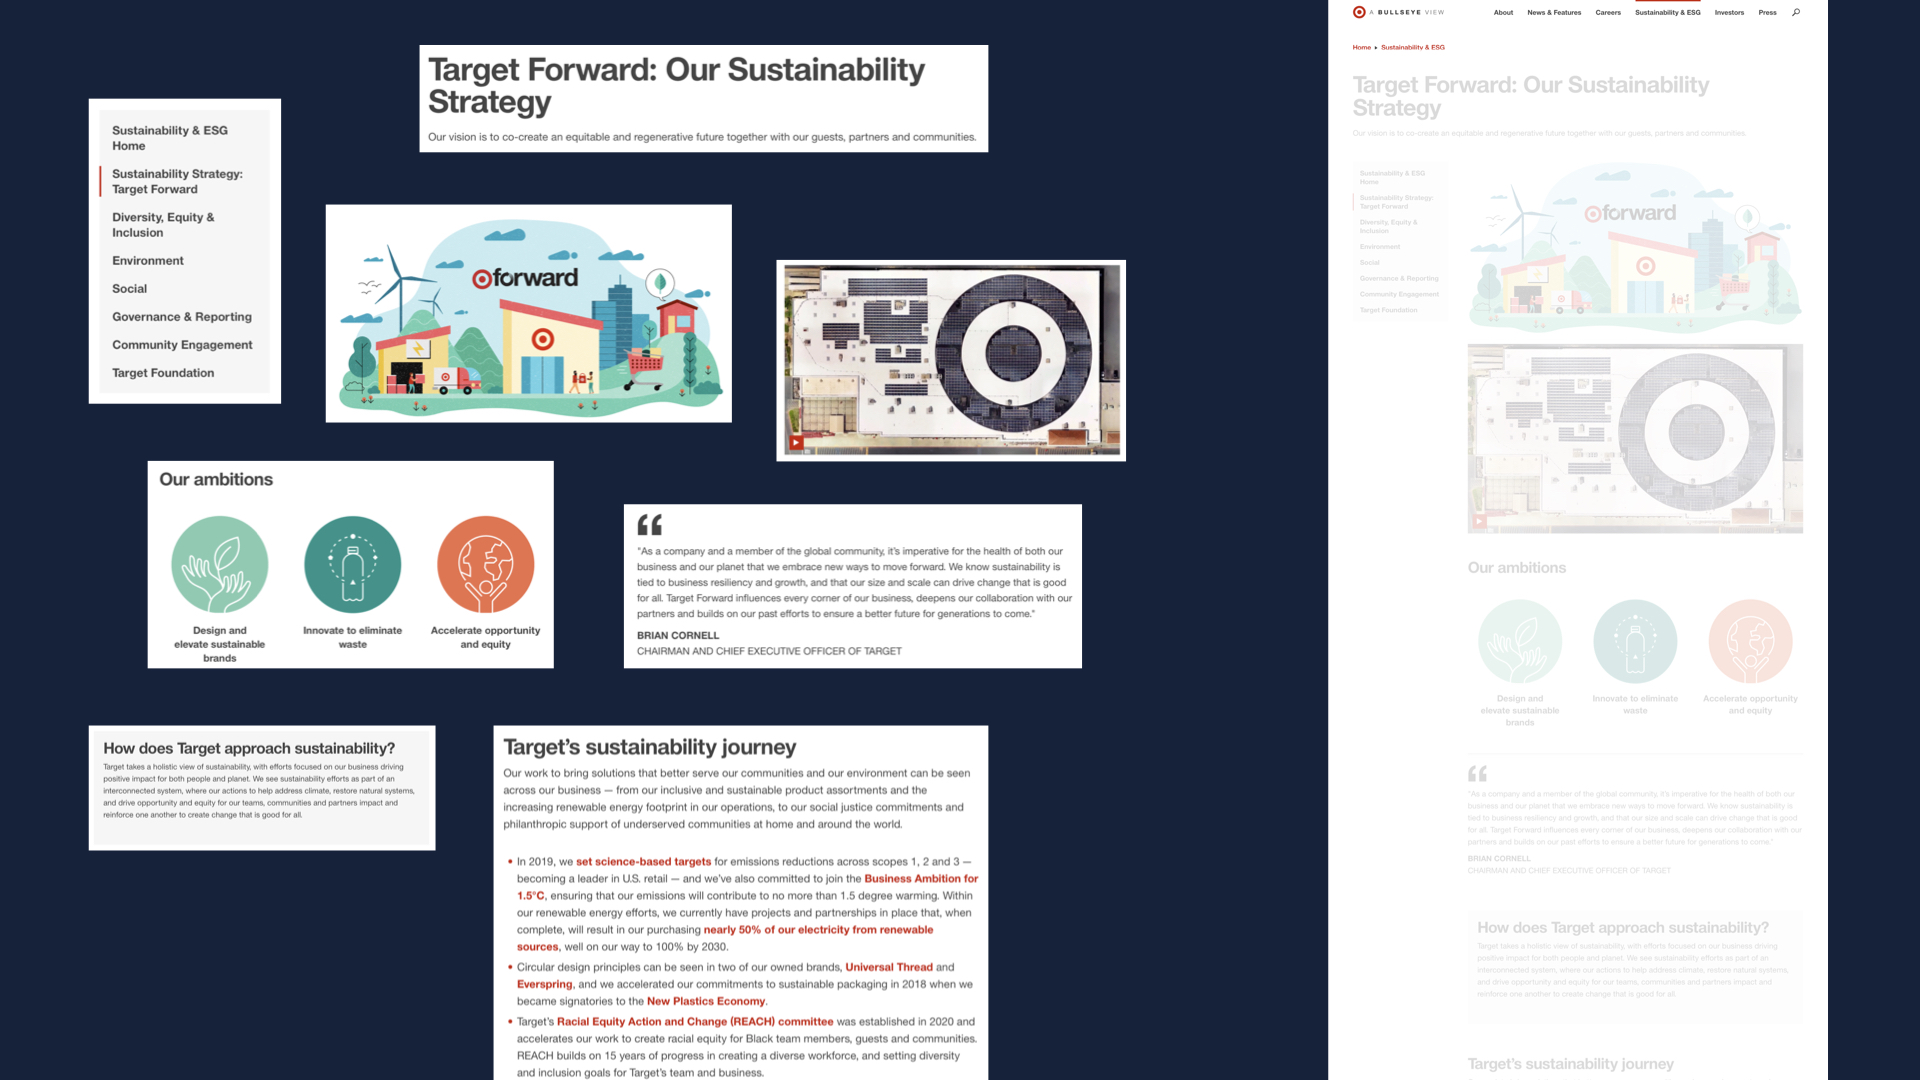 Target Forward: Our Sustainability
Strategy
Our vision is to co-create an equitable and regenerative future together with our guests, partners and communities.
Sustainability & ESG
Home
Sustainability Strategy:
Target Forward
Diversity, Equity &
Inclusion
Environment
Social
Governance & Reporting
Community Engagement
Target Foundation
forward
Our ambitions
Design and
elevate sustainable
brands
Innovate to eliminate
waste
Accelerate opportunity
and equity
"As a company and a member of the global community, it's imperative for the health of both our
business and our planet that we embrace new ways to move forward. We know sustainability is
tied to business resiliency and growth, and that our size and scale can drive change that is good
for all. Target Forward influences every corner of our business, deepens our collaboration with our
partners and builds on our past efforts to ensure a better future for generations to come."
BRIAN CORNELL
CHAIRMAN AND CHIEF EXECUTIVE OFFICER OF TARGET
How does Target approach sustainability?
Target takes a holistic view of sustainability, with efforts focused on our business driving
positive impact for both people and planet. We see sustainability efforts as part of an
interconnected system, where our actions to help address climate, restore natural systems,
and drive opportunity and equity for our teams, communities and partners impact and
reinforce one another to create change that is good for all.
Target's sustainability journey
Our work to bring solutions that better serve our communities and our environment can be seen
across our business — from our inclusive and sustainable product assortments and the
increasing renewable energy footprint in our operations, to our social justice commitments and
philanthropic support of underserved communities at home and around the world.
• In 2019, we set science-based targets for emissions reductions across scopes 1, 2 and 3 —
becoming a leader in U.S. retail — and we've also committed to join the Business Ambition for
1.5°C, ensuring that our emissions will contribute to no more than 1.5 degree warming. Within
our renewable energy efforts, we currently have projects and partnerships in place that, when
complete, will result in our purchasing nearly 50% of our electricity from renewable
sources, well on our way to 100% by 2030.
• Circular design principles can be seen in two of our owned brands, Universal Thread and
Everspring, and we accelerated our commitments to sustainable packaging in 2018 when we
became signatories to the New Plastics Economy.
• Target's Racial Equity Action and Change (REACH) committee was established in 2020 and
accelerates our work to create racial equity for Black team members, guests and communities.
REACH builds on 15 years of progress in creating a diverse workforce, and setting diversity
and inclusion goals for Target's team and business.
A BULLSEYE VIEW
About News & Features Careers Sustainability & ESG Investors Press
Home ▸ Sustainability & ESG
Target Forward: Our Sustainability
Strategy
Our vision is to co-create an equitable and regenerative future together with our guests, partners and communities.
Sustainability & ESG
Home
Sustainability Strategy:
Target Forward
Diversity, Equity &
Inclusion
Environment
Social
Governance & Reporting
Community Engagement
Target Foundation
forward
Our ambitions
Design and
elevate sustainable
brands
Innovate to eliminate
waste
Accelerate opportunity
and equity
"As a company and a member of the global community, it's imperative for the health of both our
business and our planet that we embrace new ways to move forward. We know sustainability is
tied to business resiliency and growth, and that our size and scale can drive change that is good
for all. Target Forward influences every corner of our business, deepens our collaboration with our
partners and builds on our past efforts to ensure a better future for generations to come."
BRIAN CORNELL
CHAIRMAN AND CHIEF EXECUTIVE OFFICER OF TARGET
How does Target approach sustainability?
Target takes a holistic view of sustainability, with efforts focused on our business driving
positive impact for both people and planet. We see sustainability efforts as part of an
interconnected system, where our actions to help address climate, restore natural systems,
and drive opportunity and equity for our teams, communities and partners impact and
reinforce one another to create change that is good for all.
Target's sustainability journey